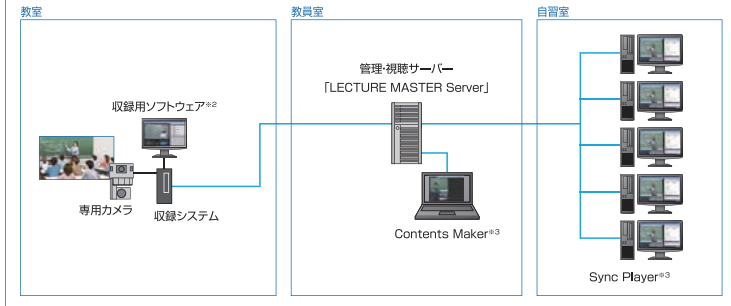 教室
収録用ソフトウェア※2
専用カメラ
収録システム
教員室
管理・視聴サーバー
「LECTURE MASTER Server」
Contents Maker※3
自習室
Sync Player※3